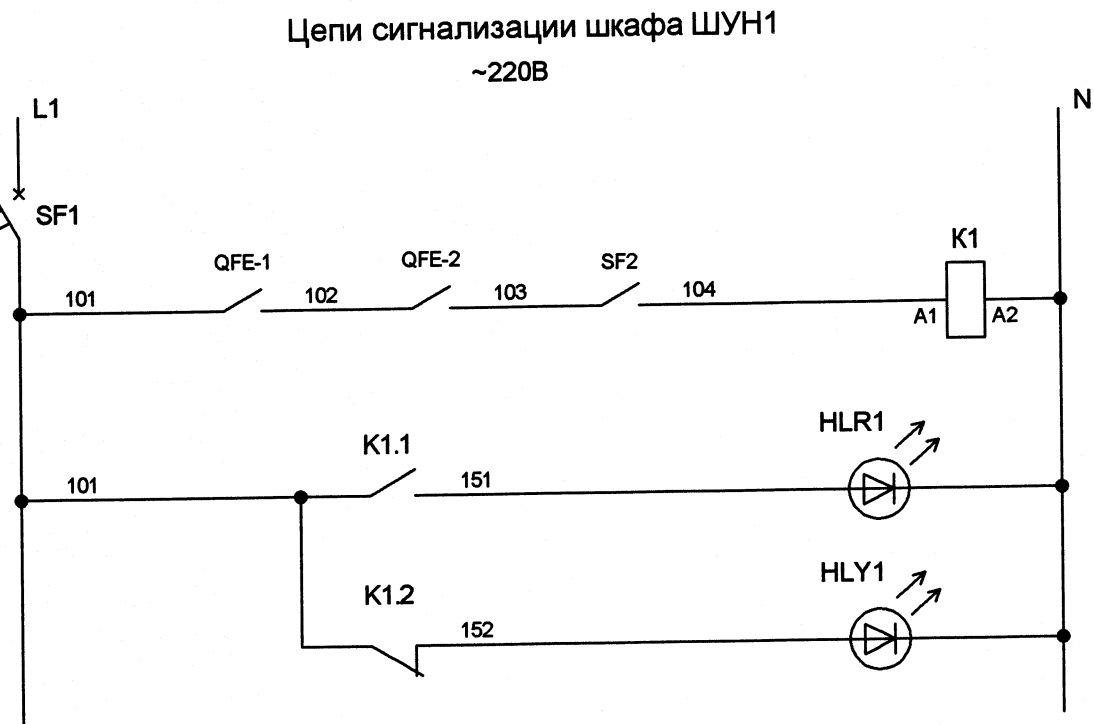 Цепи сигнализации шкафа ШУН1
~220В
L1
N
SF1
QFE-1
QFE-2
SF2
К1
101
102
103
104
A1
A2
K1.1
HLR1
101
151
K1.2
HLY1
152